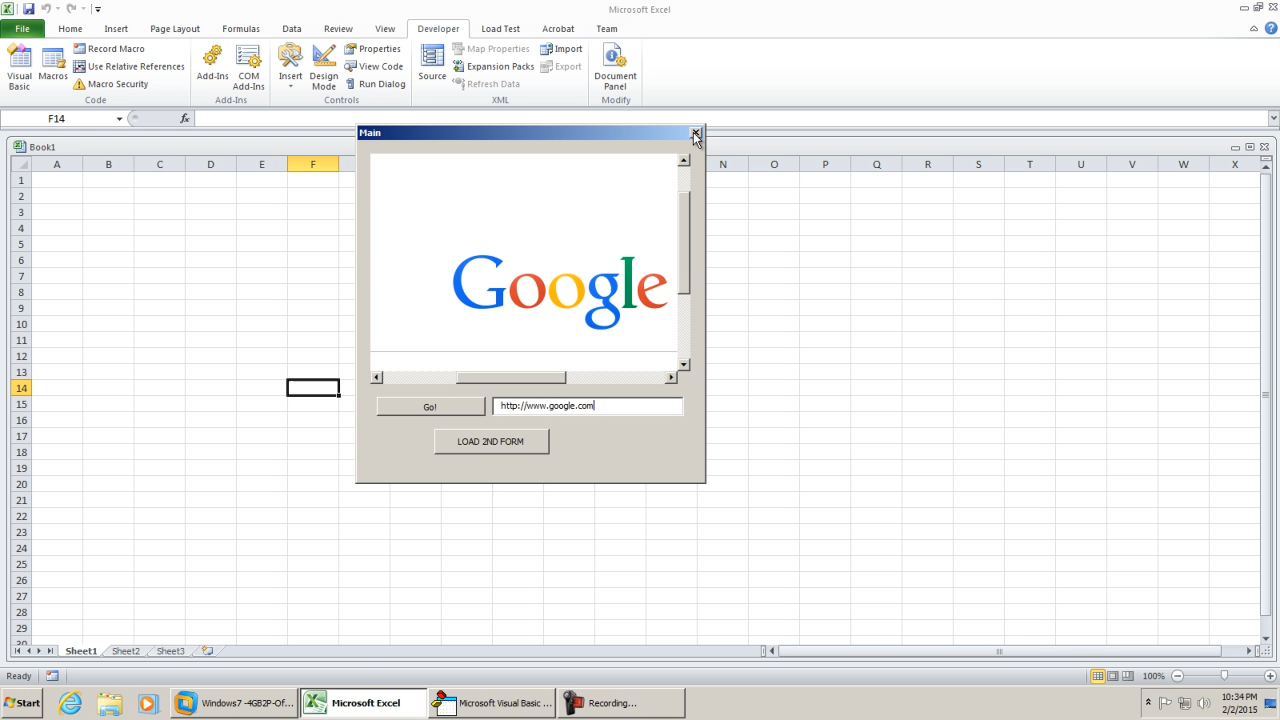 Microsoft Excel
File Home Insert Page Layout Formulas Data Review View Developer Load Test Acrobat Team
Visual Basic
Macros
Record Macro
Use Relative References
Macro Security
Code
Add-Ins
COM Add-Ins
Add-Ins
Insert
Design Mode
Properties
View Code
Run Dialog
Controls
Source
Map Properties
Expansion Packs
Refresh Data
Import
Export
XML
Document Panel
Modify
F14
fx
Main
Book1
A B C D E F N O P Q R S T U V W X
1
2
3
4
5
6
7
8
9
10
11
12
13
14
15
16
17
18
19
20
21
22
23
24
25
26
27
28
29
30
Google
Go! http://www.google.com
LOAD 2ND FORM
Sheet1 Sheet2 Sheet3
Ready 100%
Start
Windows7 -4GB2P-Of...
Microsoft Excel
Microsoft Visual Basic ...
Recording...
10:34 PM
2/2/2015